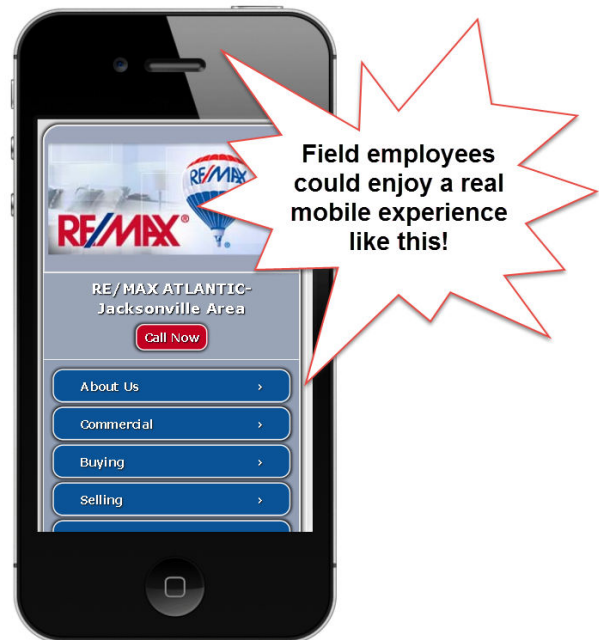 Field employees
could enjoy a real
mobile experience
like this!
RE/MAX
RE/MAX®
RE/MAX ATLANTIC-
Jacksonville Area
Call Now
About Us ›
Commercial ›
Buying ›
Selling ›